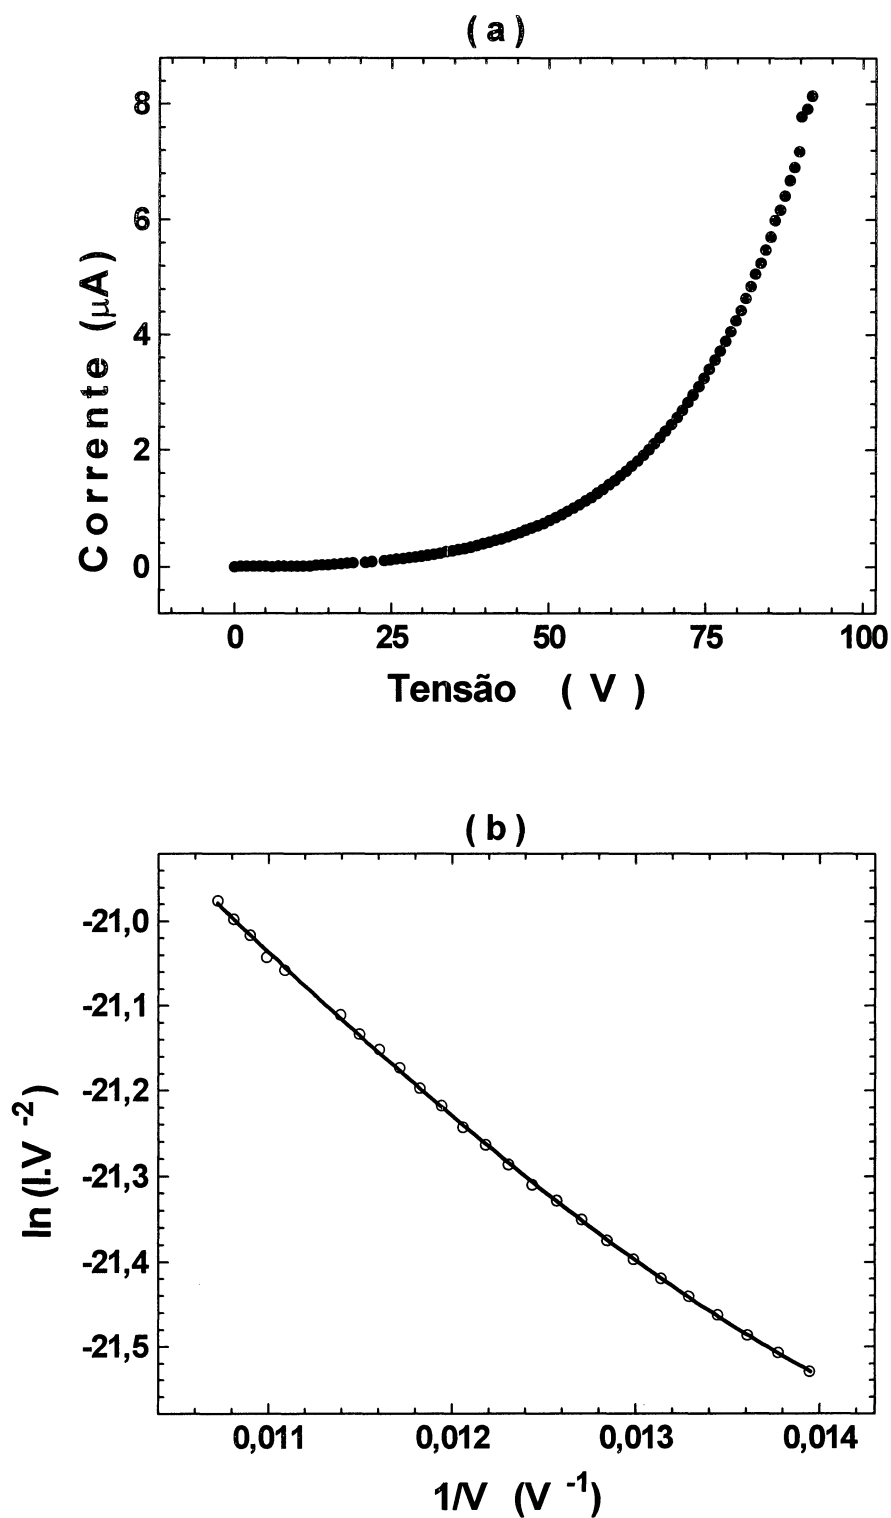 ( a )
8
6
4
2
0
Corrente (µA)
0 25 50 75 100
Tensão ( V )
( b )
-21,0
-21,1
-21,2
-21,3
-21,4
-21,5
ln (I.V -2)
0,011 0,012 0,013 0,014
1/V (V -1)